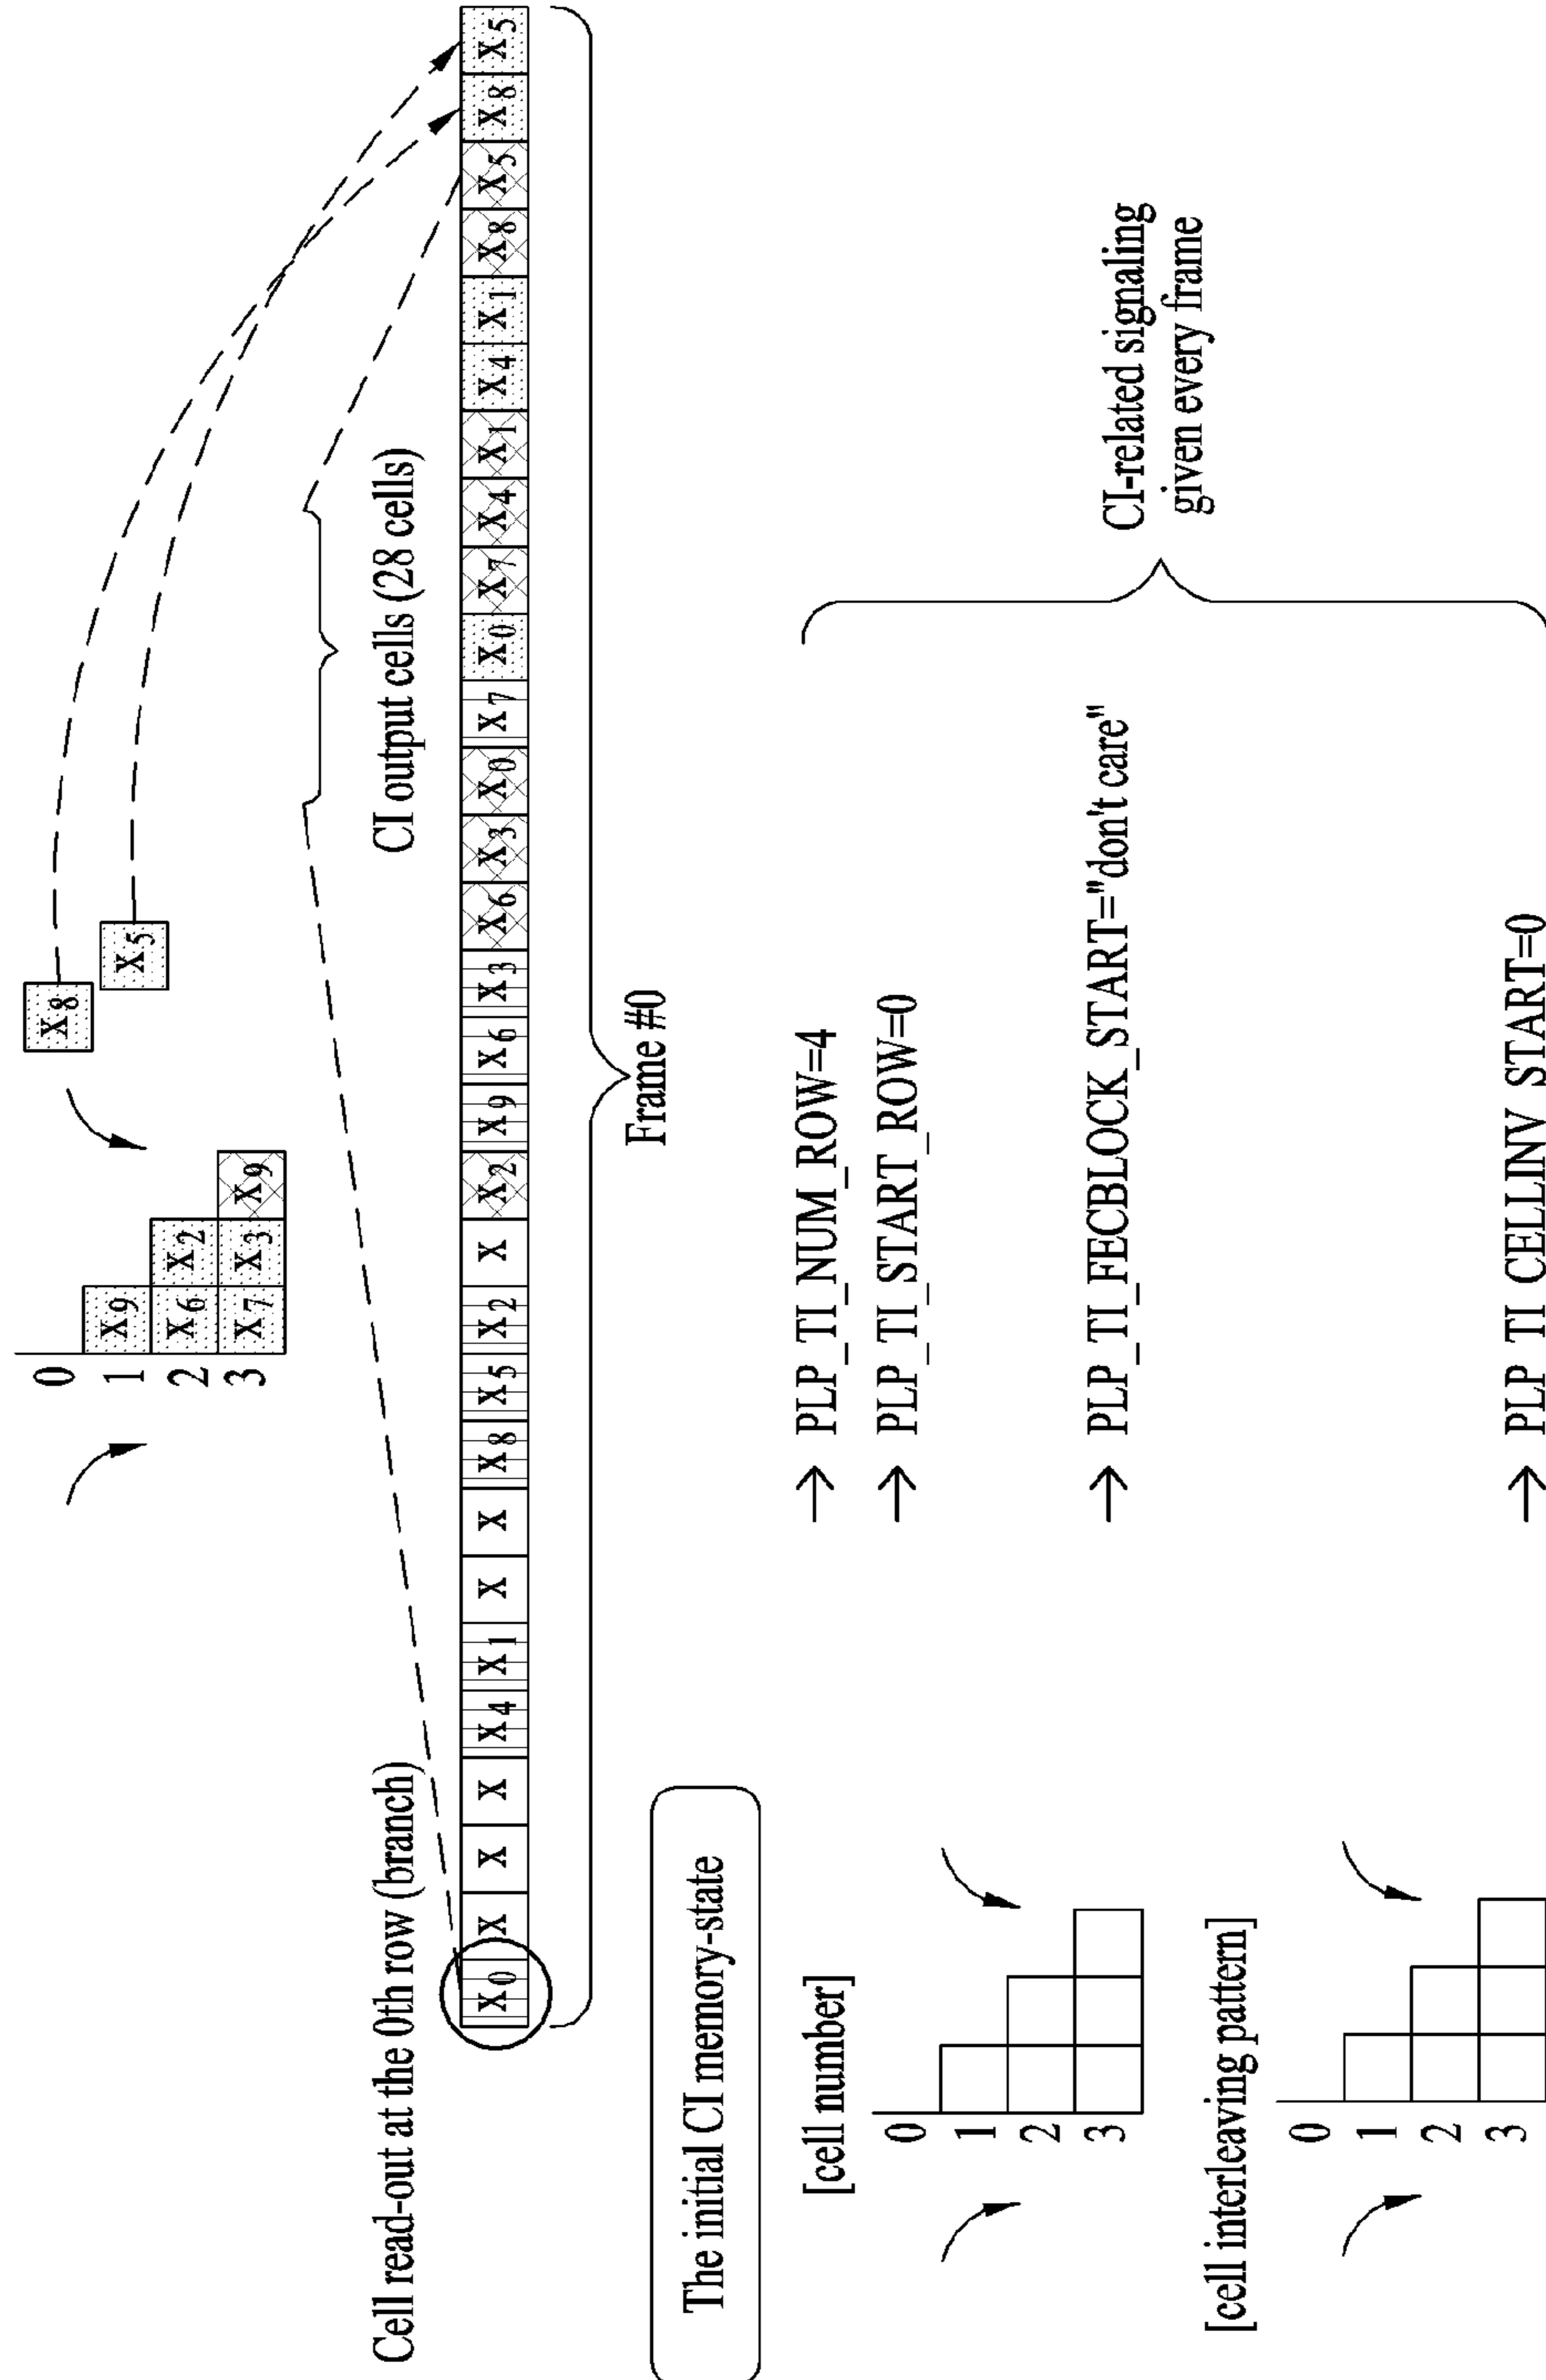 0 X8
1 X9 X5
2 X6 X2
3 X7 X3 X9
Cell read-out at the 0th row (branch)
CI output cells (28 cells)
X0 X X X X4 X1 X X X8 X5 X2 X X2 X9 X6 X3 X6 X3 X0 X7 X0 X7 X4 X1 X4 X1 X8 X5 X8 X5
Frame #0
The initial CI memory-state
[cell number]
0
1
2
3
[cell interleaving pattern]
0
1
2
3
→ PLP_TI_NUM_ROW=4
→ PLP_TI_START_ROW=0
→ PLP_TI_FECBLOCK_START="don't care"
→ PLP_TI_CELLINV_START=0
CI-related signaling
given every frame